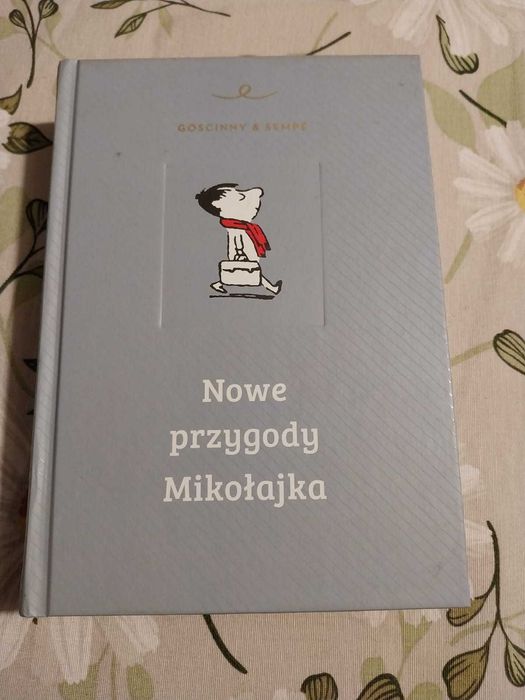 GOSCINNY & SEMPÉ
Nowe
przygody
Mikołajka